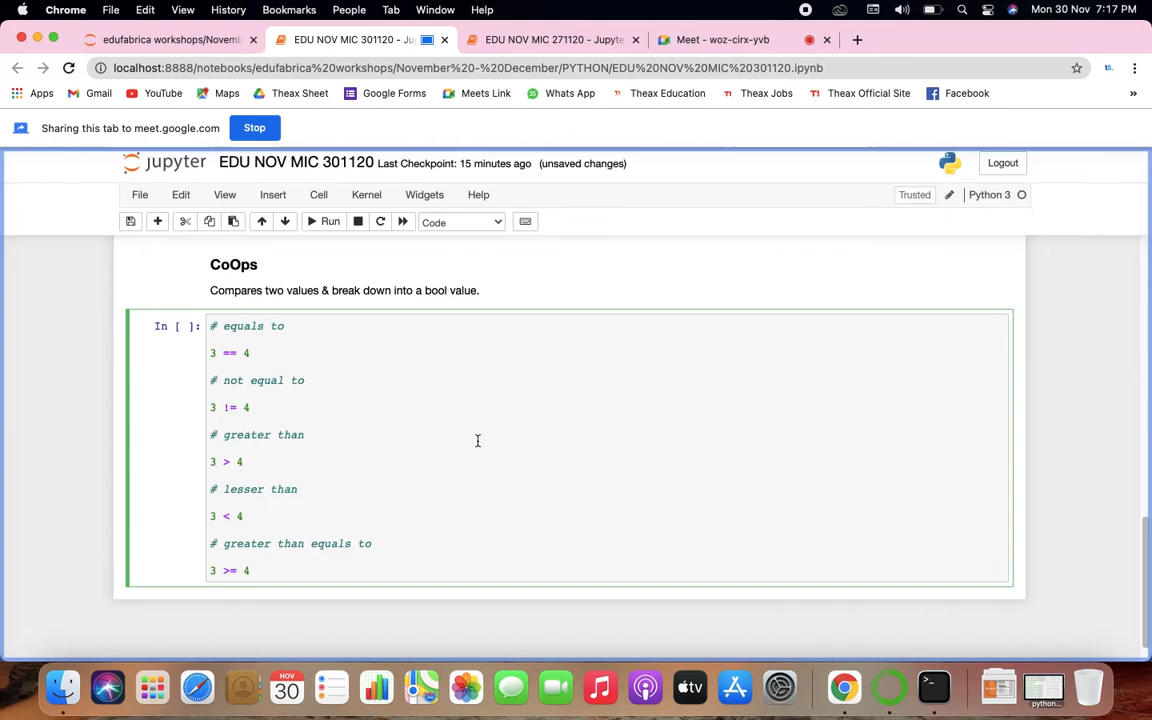 Chrome File Edit View History Bookmarks People Tab Window Help Mon 30 Nov 7:17 PM
edufabrica workshops/Novemb EDU NOV MIC 301120 - Ju EDU NOV MIC 271120 - Jupyte Meet - woz-cirx-yvb
localhost:8888/notebooks/edufabrica%20workshops/November%20-%20December/PYTHON/EDU%20NOV%20MIC%20301120.ipynb
Apps Gmail YouTube Maps Theax Sheet Google Forms Meets Link Whats App Theax Education Theax Jobs Theax Official Site Facebook »
Sharing this tab to meet.google.com Stop
jupyter EDU NOV MIC 301120 Last Checkpoint: 15 minutes ago (unsaved changes) Logout
File Edit View Insert Cell Kernel Widgets Help Trusted Python 3
Run Code
CoOps
Compares two values & break down into a bool value.
In [ ]: # equals to
3 == 4
# not equal to
3 != 4
# greater than
3 > 4
# lesser than
3 < 4
# greater than equals to
3 >= 4
NOV
30
tv
python...